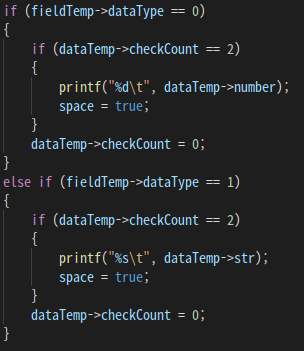 if (fieldTemp->dataType == 0)
{
    if (dataTemp->checkCount == 2)
    {
        printf("%d\t", dataTemp->number);
        space = true;
    }
    dataTemp->checkCount = 0;
}
else if (fieldTemp->dataType == 1)
{
    if (dataTemp->checkCount == 2)
    {
        printf("%s\t", dataTemp->str);
        space = true;
    }
    dataTemp->checkCount = 0;
}